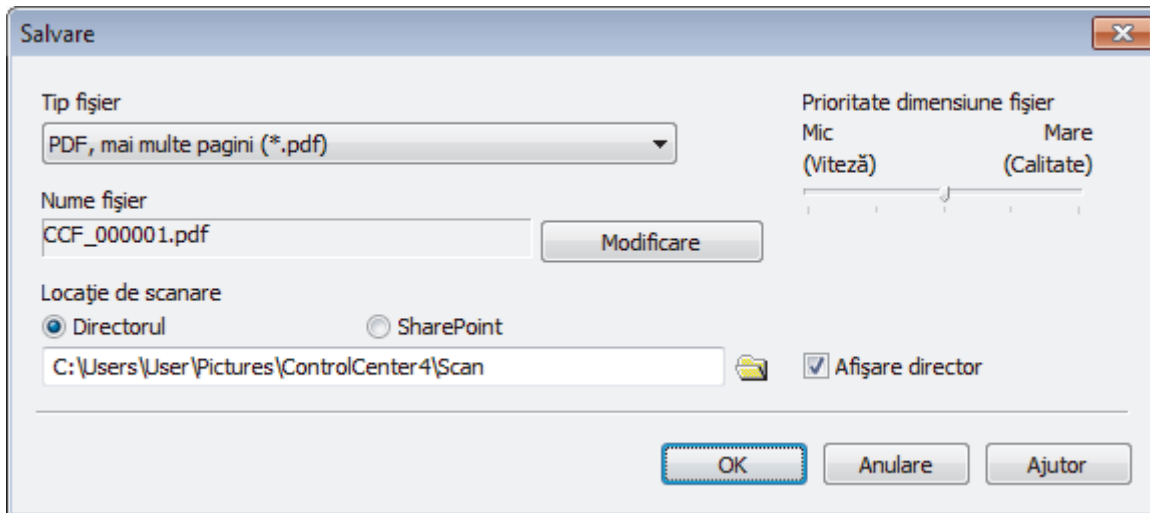 Salvare
Tip fişier
PDF, mai multe pagini (*.pdf)
Prioritate dimensiune fişier
Mic Mare
(Viteză) (Calitate)
Nume fişier
CCF_000001.pdf
Modificare
Locaţie de scanare
Directorul SharePoint
C:\Users\User\Pictures\ControlCenter4\Scan
Afişare director
OK Anulare Ajutor